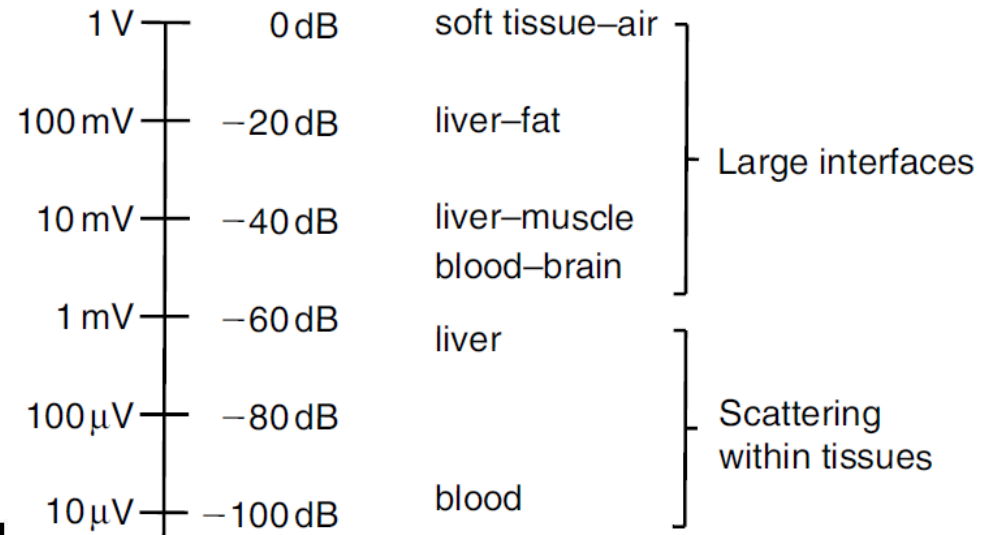 1 V 0 dB soft tissue–air
100 mV −20 dB liver–fat
Large interfaces
10 mV −40 dB liver–muscle
blood–brain
1 mV −60 dB
liver
100 µV −80 dB
Scattering
within tissues
blood
10 µV −100 dB